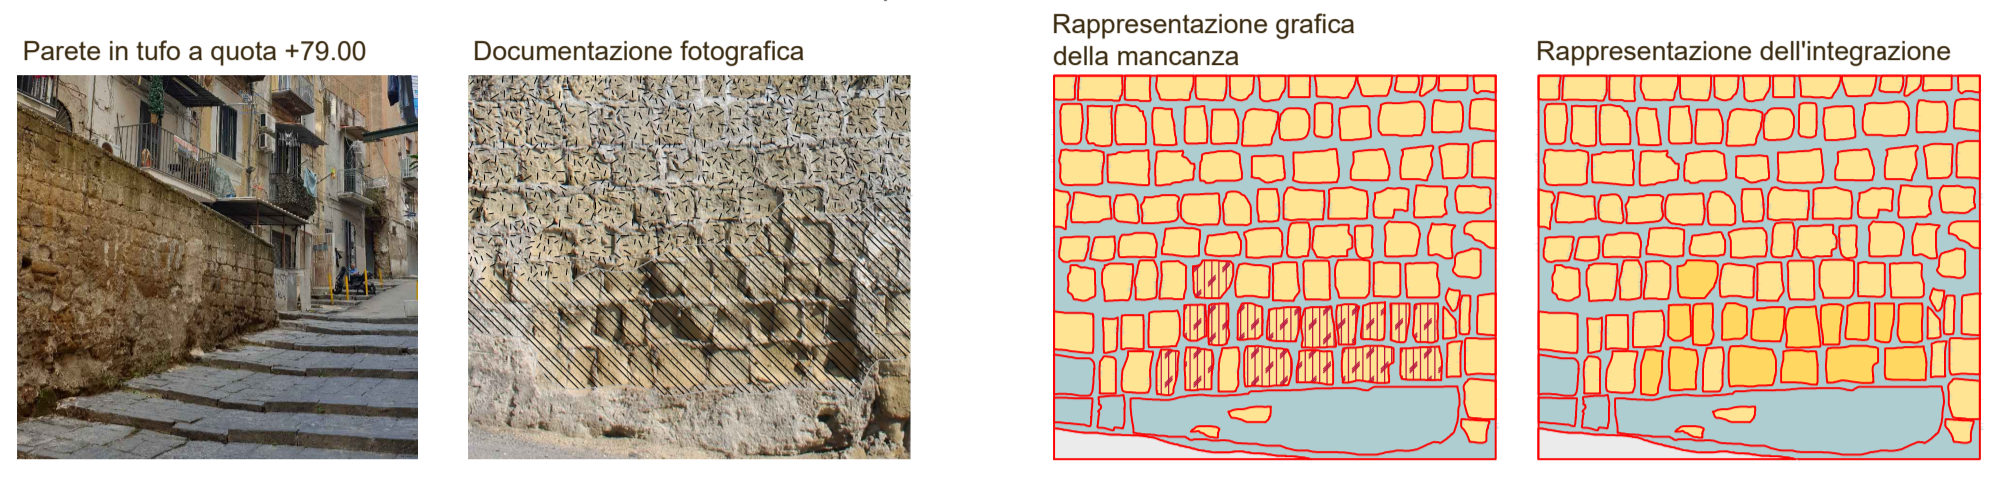 Parete in tufo a quota +79.00
Documentazione fotografica
Rappresentazione grafica
della mancanza
Rappresentazione dell'integrazione